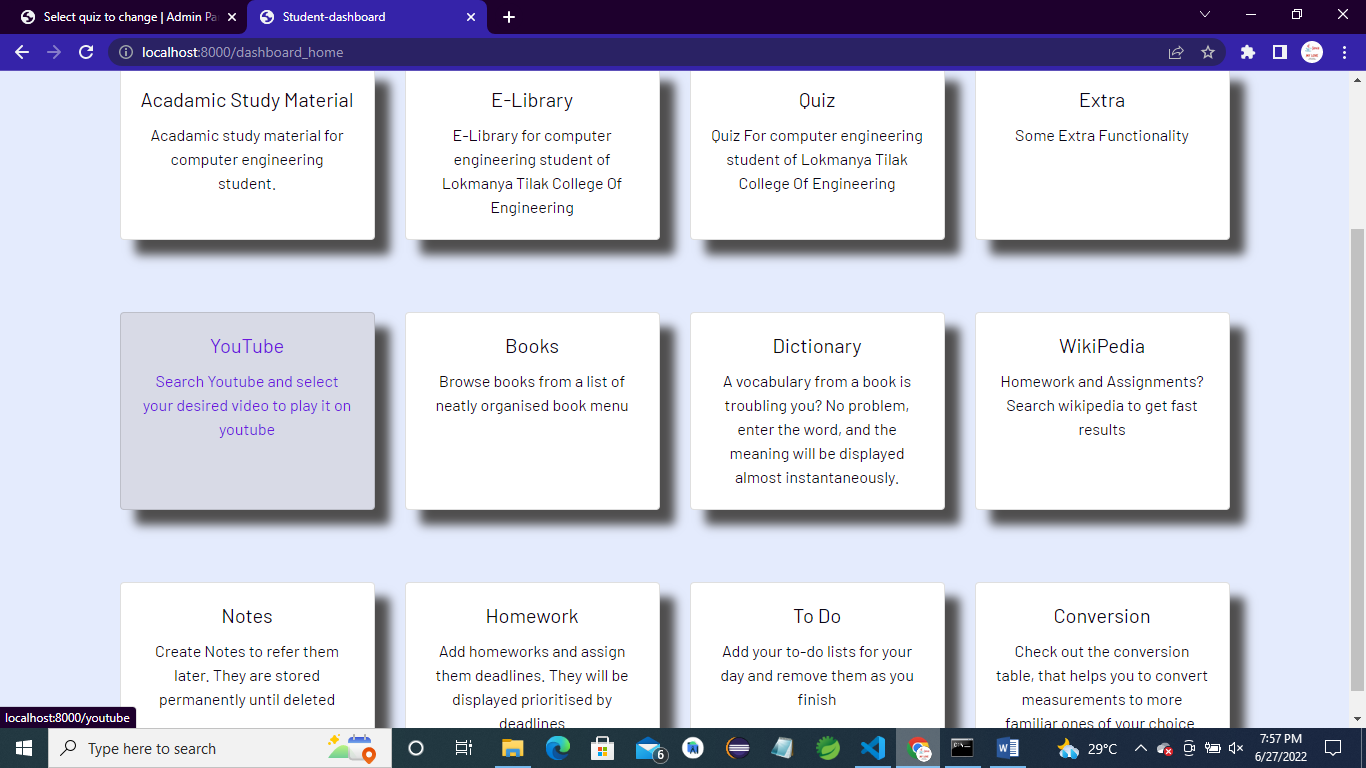 Select quiz to change | Admin Pa
Student-dashboard
localhost:8000/dashboard_home
Acadamic Study Material
Acadamic study material for
computer engineering
student.
E-Library
E-Library for computer
engineering student of
Lokmanya Tilak College Of
Engineering
Quiz
Quiz For computer engineering
student of Lokmanya Tilak
College Of Engineering
Extra
Some Extra Functionality
YouTube
Search Youtube and select
your desired video to play it on
youtube
Books
Browse books from a list of
neatly organised book menu
Dictionary
A vocabulary from a book is
troubling you? No problem,
enter the word, and the
meaning will be displayed
almost instantaneously.
WikiPedia
Homework and Assignments?
Search wikipedia to get fast
results
Notes
Create Notes to refer them
later. They are stored
permanently until deleted
Homework
Add homeworks and assign
them deadlines. They will be
displayed prioritised by
deadlines
To Do
Add your to-do lists for your
day and remove them as you
finish
Conversion
Check out the conversion
table, that helps you to convert
measurements to more
familiar ones of your choice
localhost:8000/youtube
Type here to search
6
29°C
7:57 PM
6/27/2022